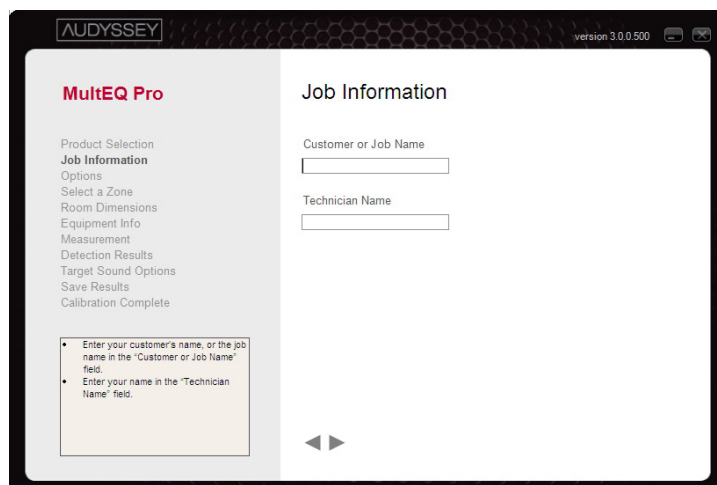 AUDYSSEY
version 3.0.0.500
MultEQ Pro
Product Selection
Job Information
Options
Select a Zone
Room Dimensions
Equipment Info
Measurement
Detection Results
Target Sound Options
Save Results
Calibration Complete
• Enter your customer's name, or the job
name in the "Customer or Job Name"
field.
• Enter your name in the "Technician
Name" field.
Job Information
Customer or Job Name
Technician Name